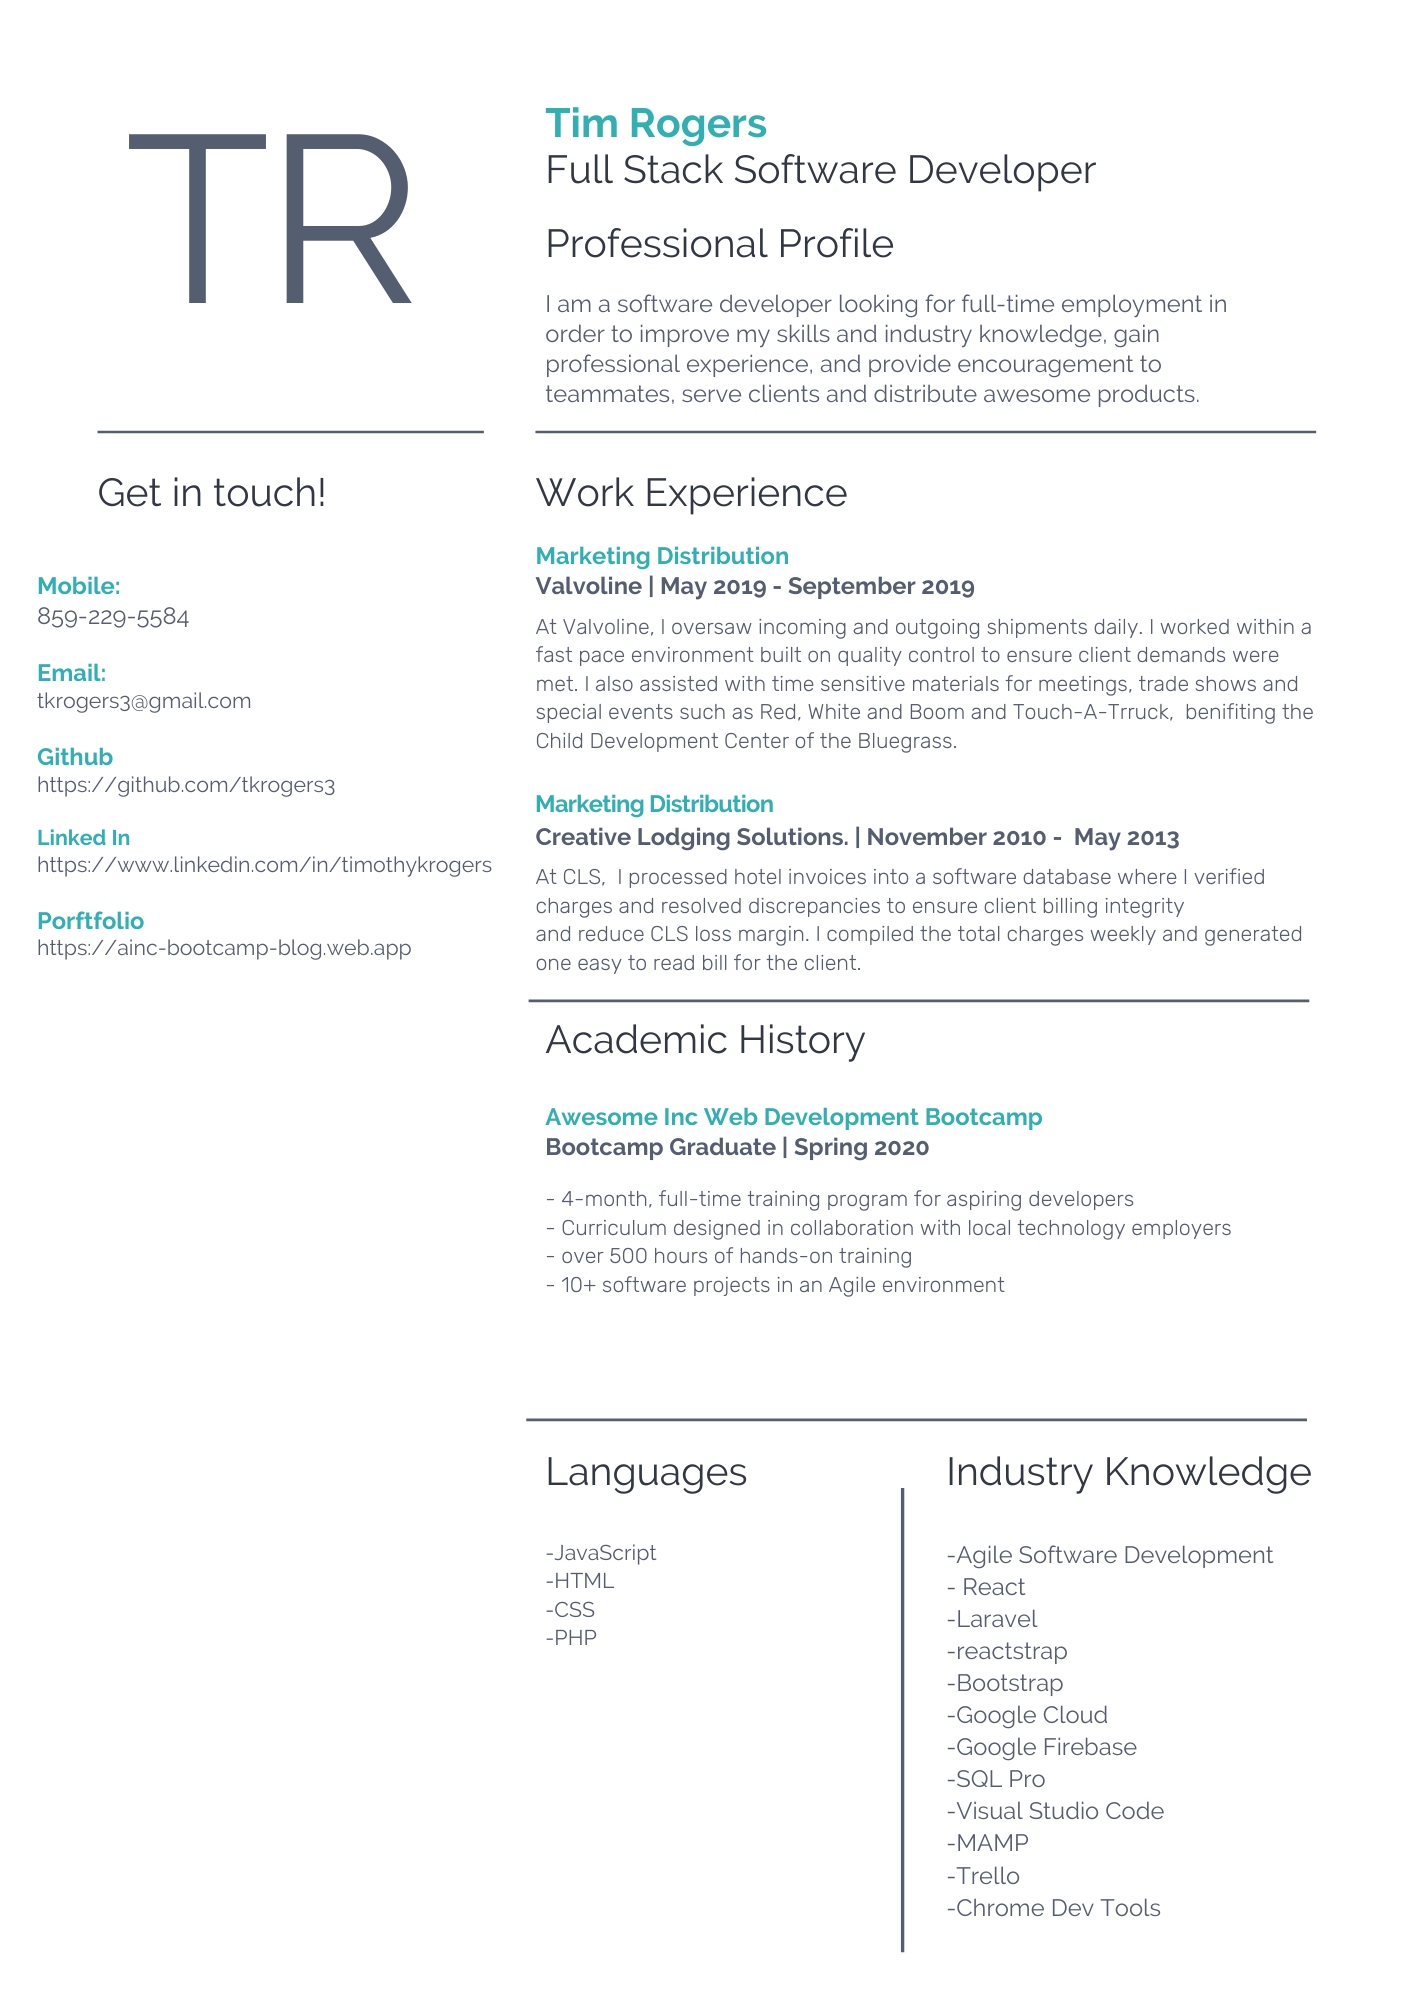 TR
Tim Rogers
Full Stack Software Developer
Professional Profile
I am a software developer looking for full-time employment in
order to improve my skills and industry knowledge, gain
professional experience, and provide encouragement to
teammates, serve clients and distribute awesome products.
Get in touch!
Mobile:
859-229-5584
Email:
tkrogers3@gmail.com
Github
https://github.com/tkrogers3
Linked In
https://www.linkedin.com/in/timothykrogers
Porftfolio
https://ainc-bootcamp-blog.web.app
Work Experience
Marketing Distribution
Valvoline | May 2019 - September 2019
At Valvoline, I oversaw incoming and outgoing shipments daily. I worked within a
fast pace environment built on quality control to ensure client demands were
met. I also assisted with time sensitive materials for meetings, trade shows and
special events such as Red, White and Boom and Touch-A-Trruck,  benifiting the
Child Development Center of the Bluegrass.
Marketing Distribution
Creative Lodging Solutions. | November 2010 -  May 2013
At CLS,  I processed hotel invoices into a software database where I verified
charges and resolved discrepancies to ensure client billing integrity
and reduce CLS loss margin. I compiled the total charges weekly and generated
one easy to read bill for the client.
Academic History
Awesome Inc Web Development Bootcamp
Bootcamp Graduate | Spring 2020
- 4-month, full-time training program for aspiring developers
- Curriculum designed in collaboration with local technology employers
- over 500 hours of hands-on training
- 10+ software projects in an Agile environment
Languages
-JavaScript
-HTML
-CSS
-PHP
Industry Knowledge
-Agile Software Development
- React
-Laravel
-reactstrap
-Bootstrap
-Google Cloud
-Google Firebase
-SQL Pro
-Visual Studio Code
-MAMP
-Trello
-Chrome Dev Tools